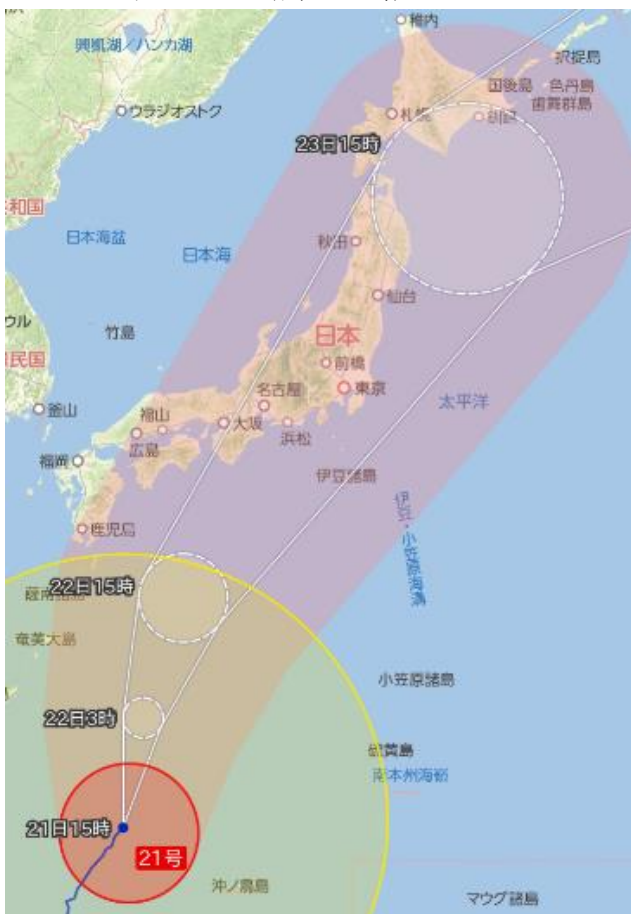 稚内
興凱湖／ハンカ湖
択捉島
国後島
色丹島
歯舞群島
ウラジオストク
札幌
釧路
23日15時
和国
日本海盆
日本海
秋田
仙台
ウル
竹島
日本
民国
前橋
名古屋
東京
太平洋
釜山
福山
大阪
浜松
広島
福岡
伊豆諸島
鹿児島
伊豆・小笠原海溝
22日15時
奄美大島
小笠原諸島
22日3時
硫黄島
南本州海嶺
21日15時
21号
沖ノ鳥島
マウグ諸島